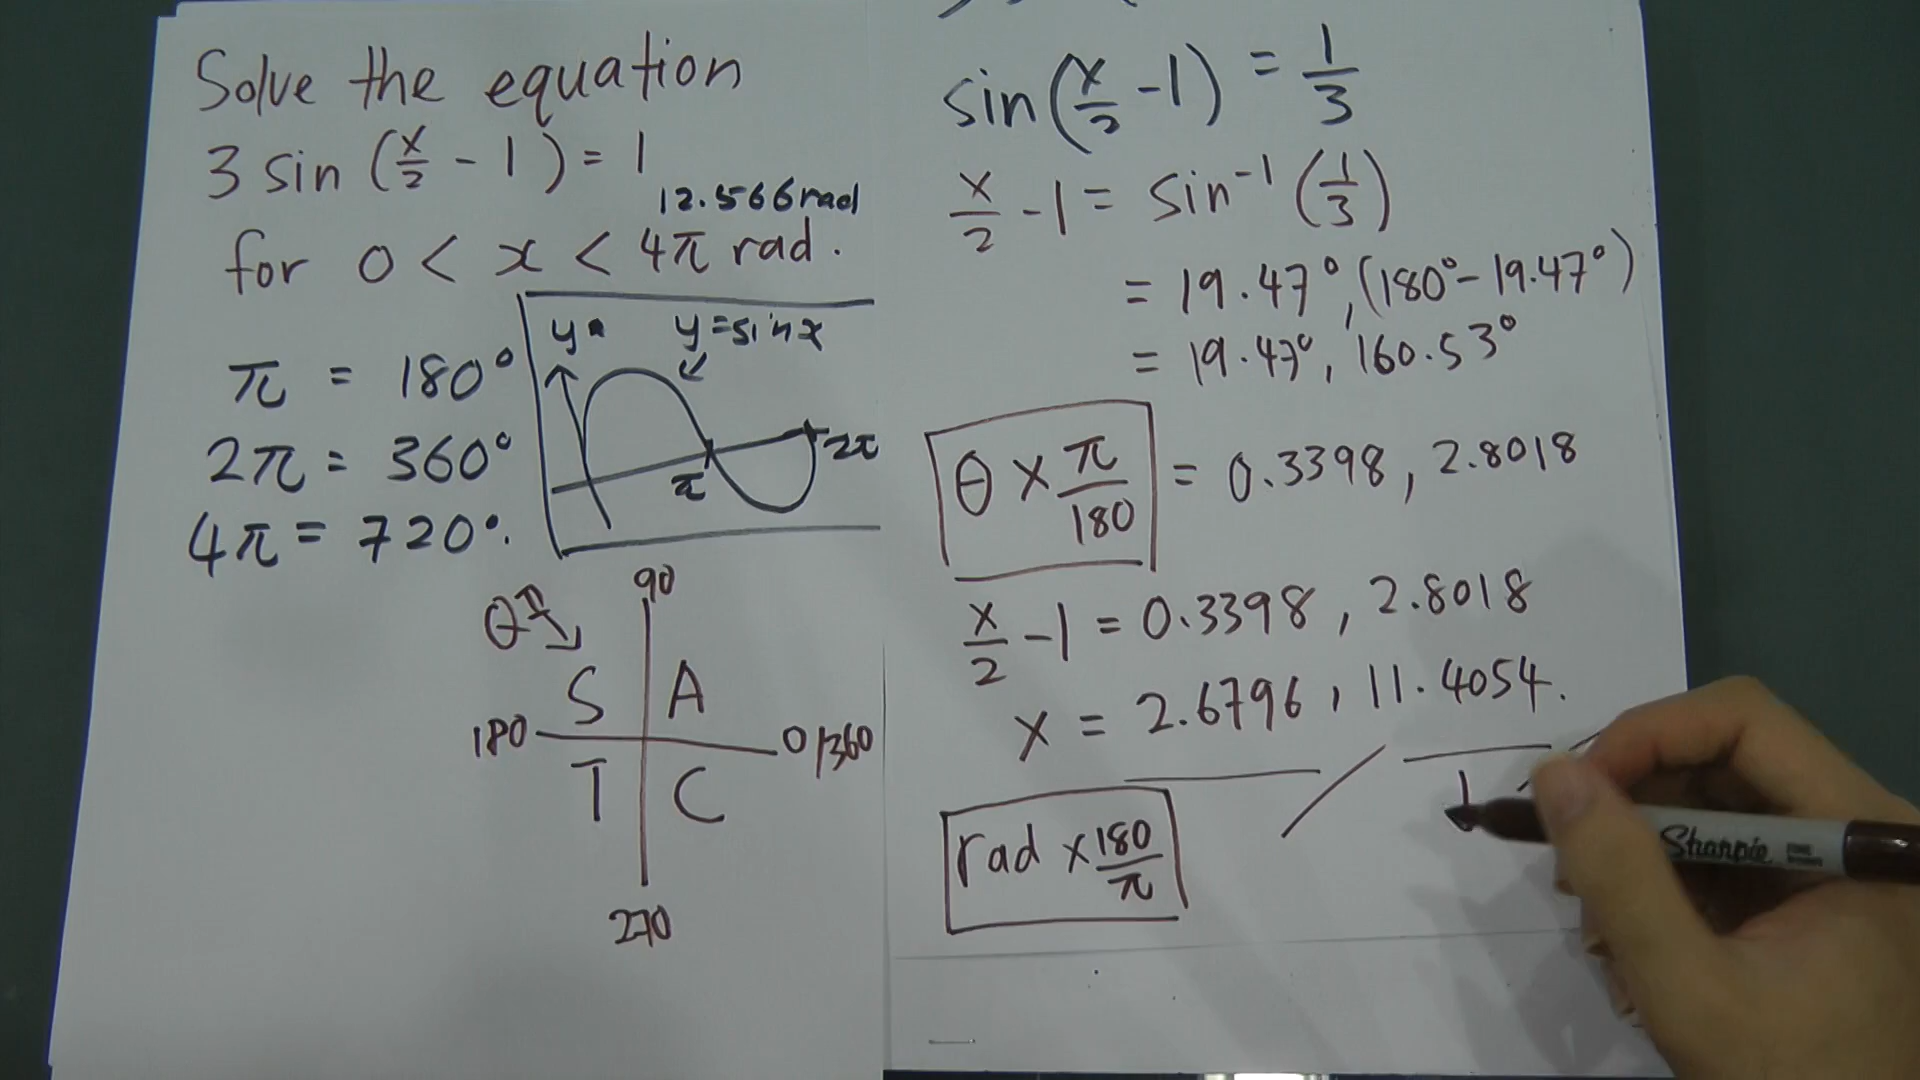 Solve the equation
3 sin (x/2 - 1) = 1
12.566rad
for 0 < x < 4π rad.
π = 180°
2π = 360°
4π = 720°.
y
y=sinx
π
2π
90
S A
180 0/360
T C
270
sin(x/2 - 1) = 1/3
x/2 - 1 = sin⁻¹ (1/3)
= 19.47°, (180° - 19.47°)
= 19.47°, 160.53°
θ × π/180 = 0.3398, 2.8018
x/2 - 1 = 0.3398, 2.8018
x = 2.6796, 11.4054.
rad × 180/π
Sharpie